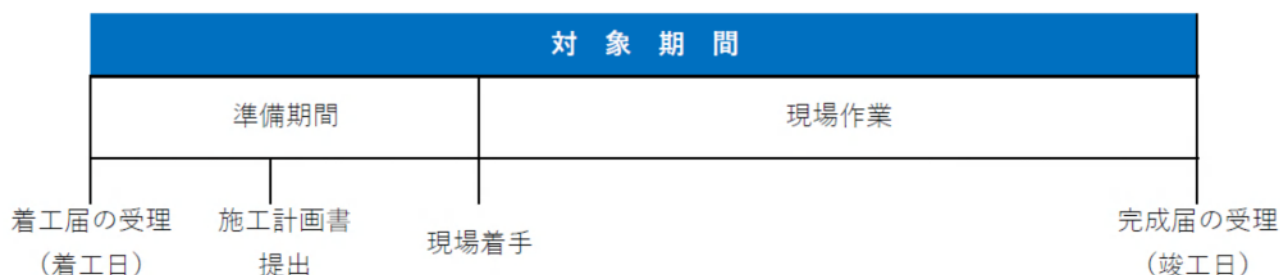 対 象 期 間
準備期間
現場作業
着工届の受理
（着工日）
施工計画書
提出
現場着手
完成届の受理
（竣工日）